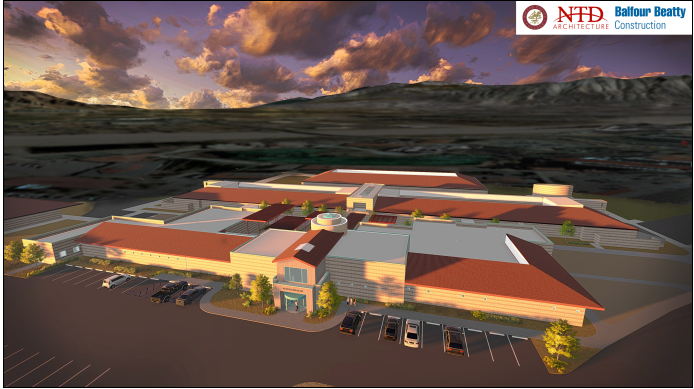 NTD
ARCHITECTURE
Balfour Beatty
Construction